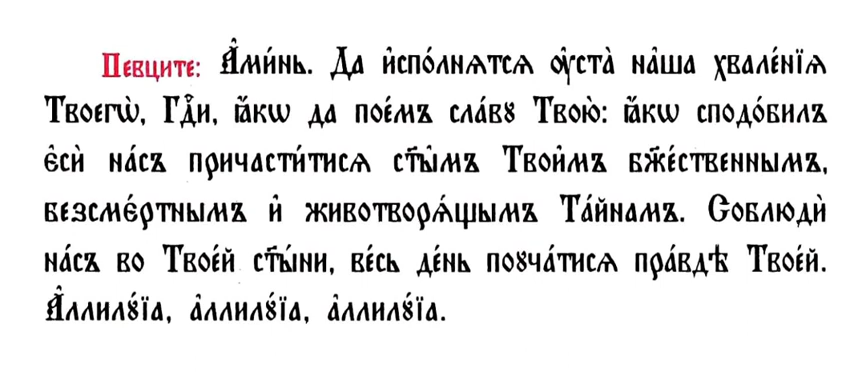 Певците: А҆ми́нь. Да и҆спо́лнѧтсѧ ᲂу҆ста̀ на́ша хвале́нїѧ
Твоегѡ̀, Гдⷭ҇и, ꙗ҆́кѡ да пое́мъ сла́вꙋ Твою̀: ꙗ҆́кѡ сподо́билъ
є҆сѝ на́съ причасти́тисѧ ст҃ы̑мъ Твои̑мъ бж҃е́ственнымъ,
безсме́ртнымъ и҆ животворѧ́щымъ Та́йнамъ. Соблюдѝ
на́съ во Твое́й ст҃ы́ни, ве́сь де́нь поꙋча́тисѧ пра́вдѣ Твое́й.
А҆ллилꙋ́їа, а҆ллилꙋ́їа, а҆ллилꙋ́їа.